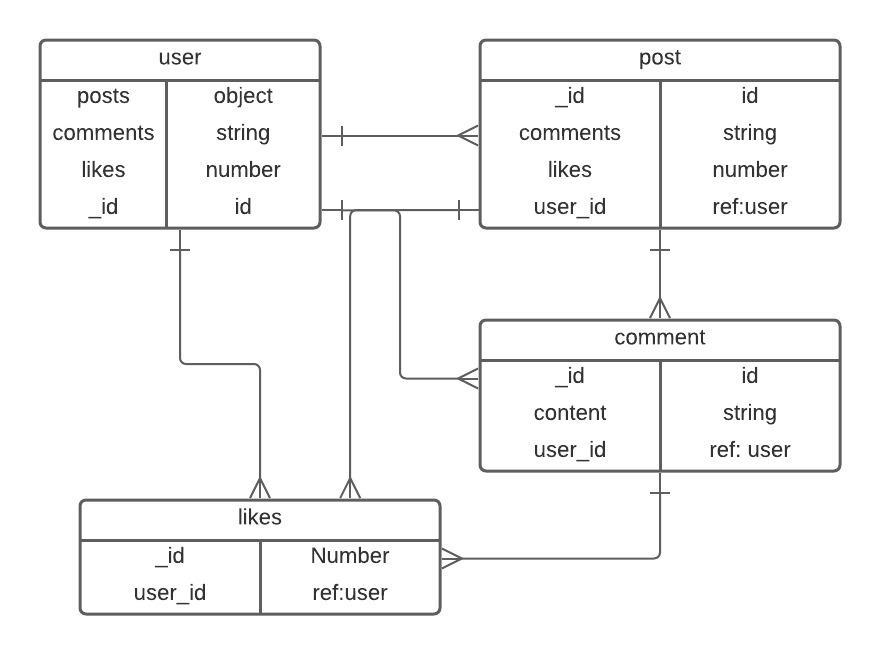 user
posts object
comments string
likes number
_id id
post
_id id
comments string
likes number
user_id ref:user
comment
_id id
content string
user_id ref: user
likes
_id Number
user_id ref:user